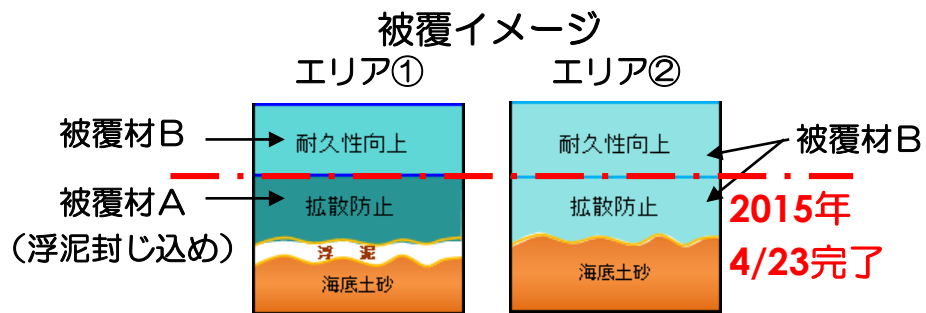 被覆イメージ
エリア①
エリア②
被覆材B
耐久性向上
耐久性向上
被覆材B
被覆材A
（浮泥封じ込め）
拡散防止
拡散防止
浮 泥
海底土砂
海底土砂
2015年
4/23完了